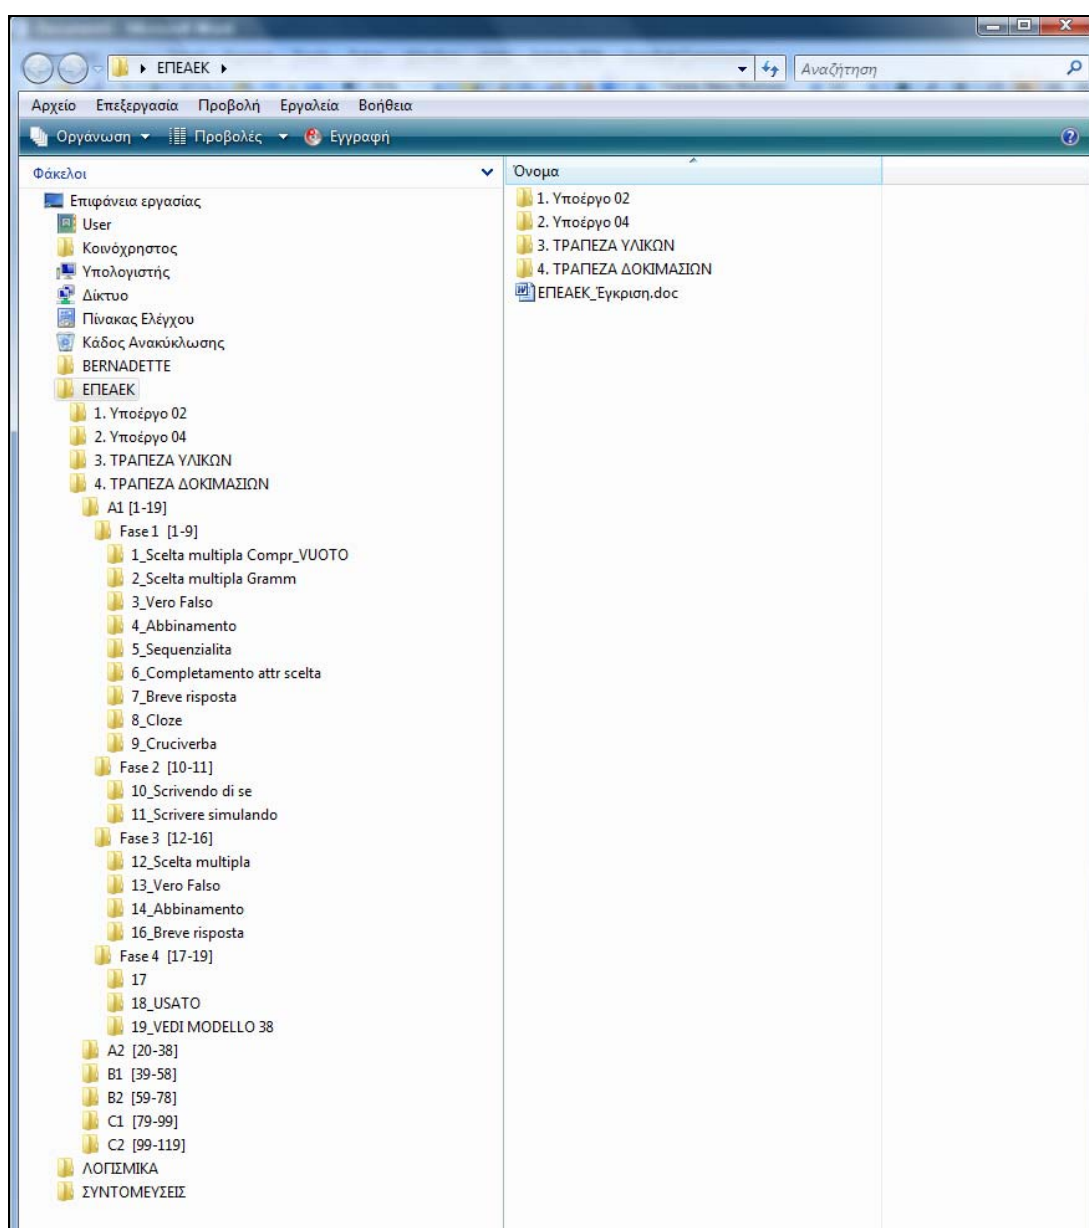 ΕΠΕΑΕΚ
Αναζήτηση
Αρχείο Επεξεργασία Προβολή Εργαλεία Βοήθεια
Οργάνωση Προβολές Εγγραφή
Φάκελοι
Επιφάνεια εργασίας
User
Κοινόχρηστος
Υπολογιστής
Δίκτυο
Πίνακας Ελέγχου
Κάδος Ανακύκλωσης
BERNADETTE
ΕΠΕΑΕΚ
1. Υποέργο 02
2. Υποέργο 04
3. ΤΡΑΠΕΖΑ ΥΛΙΚΩΝ
4. ΤΡΑΠΕΖΑ ΔΟΚΙΜΑΣΙΩΝ
A1 [1-19]
Fase 1 [1-9]
1_Scelta multipla Compr_VUOTO
2_Scelta multipla Gramm
3_Vero Falso
4_Abbinamento
5_Sequenzialita
6_Completamento attr scelta
7_Breve risposta
8_Cloze
9_Cruciverba
Fase 2 [10-11]
10_Scrivendo di se
11_Scrivere simulando
Fase 3 [12-16]
12_Scelta multipla
13_Vero Falso
14_Abbinamento
16_Breve risposta
Fase 4 [17-19]
17
18_USATO
19_VEDI MODELLO 38
A2 [20-38]
B1 [39-58]
B2 [59-78]
C1 [79-99]
C2 [99-119]
ΛΟΓΙΣΜΙΚΑ
ΣΥΝΤΟΜΕΥΣΕΙΣ
Όνομα
1. Υποέργο 02
2. Υποέργο 04
3. ΤΡΑΠΕΖΑ ΥΛΙΚΩΝ
4. ΤΡΑΠΕΖΑ ΔΟΚΙΜΑΣΙΩΝ
ΕΠΕΑΕΚ_Έγκριση.doc